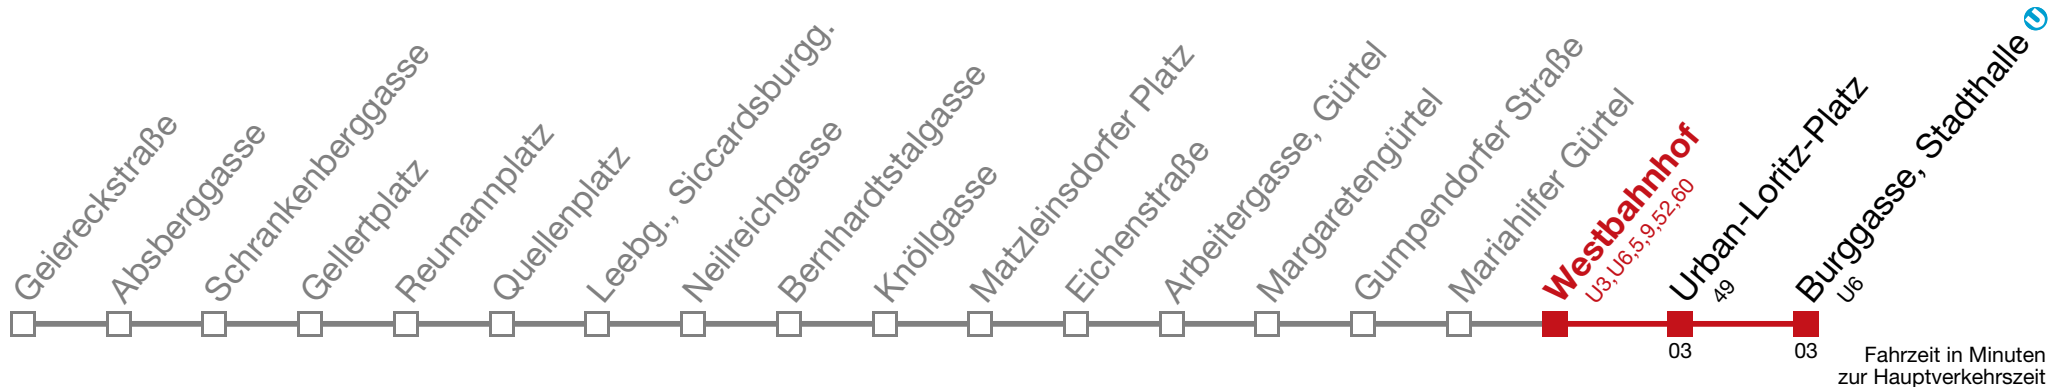 Geiereckstraße
Absberggasse
Schrankenberggasse
Gellertplatz
Reumannplatz
Quellenplatz
Leebg., Siccardsburgg.
Neilreichgasse
Bernhardtstalgasse
Knöllgasse
Matzleinsdorfer Platz
Eichenstraße
Arbeitergasse, Gürtel
Margaretengürtel
Gumpendorfer Straße
Mariahilfer Gürtel
Westbahnhof
U3, U6,5,9,52,60
Urban-Loritz-Platz
49
Burggasse, Stadthalle U
U6
03
03
Fahrzeit in Minuten
zur Hauptverkehrszeit